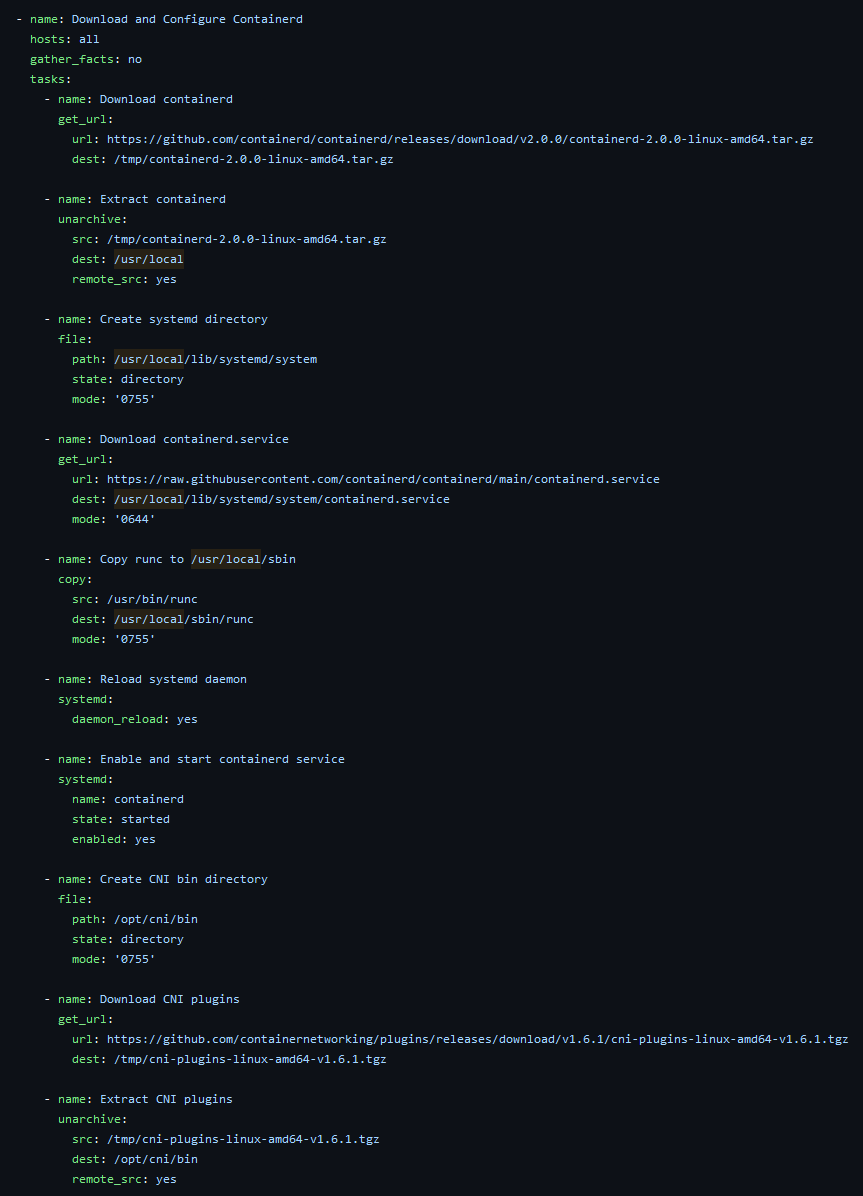 - name: Download and Configure Containerd
  hosts: all
  gather_facts: no
  tasks:
    - name: Download containerd
      get_url:
        url: https://github.com/containerd/containerd/releases/download/v2.0.0/containerd-2.0.0-linux-amd64.tar.gz
        dest: /tmp/containerd-2.0.0-linux-amd64.tar.gz

    - name: Extract containerd
      unarchive:
        src: /tmp/containerd-2.0.0-linux-amd64.tar.gz
        dest: /usr/local
        remote_src: yes

    - name: Create systemd directory
      file:
        path: /usr/local/lib/systemd/system
        state: directory
        mode: '0755'

    - name: Download containerd.service
      get_url:
        url: https://raw.githubusercontent.com/containerd/containerd/main/containerd.service
        dest: /usr/local/lib/systemd/system/containerd.service
        mode: '0644'

    - name: Copy runc to /usr/local/sbin
      copy:
        src: /usr/bin/runc
        dest: /usr/local/sbin/runc
        mode: '0755'

    - name: Reload systemd daemon
      systemd:
        daemon_reload: yes

    - name: Enable and start containerd service
      systemd:
        name: containerd
        state: started
        enabled: yes

    - name: Create CNI bin directory
      file:
        path: /opt/cni/bin
        state: directory
        mode: '0755'

    - name: Download CNI plugins
      get_url:
        url: https://github.com/containernetworking/plugins/releases/download/v1.6.1/cni-plugins-linux-amd64-v1.6.1.tgz
        dest: /tmp/cni-plugins-linux-amd64-v1.6.1.tgz

    - name: Extract CNI plugins
      unarchive:
        src: /tmp/cni-plugins-linux-amd64-v1.6.1.tgz
        dest: /opt/cni/bin
        remote_src: yes